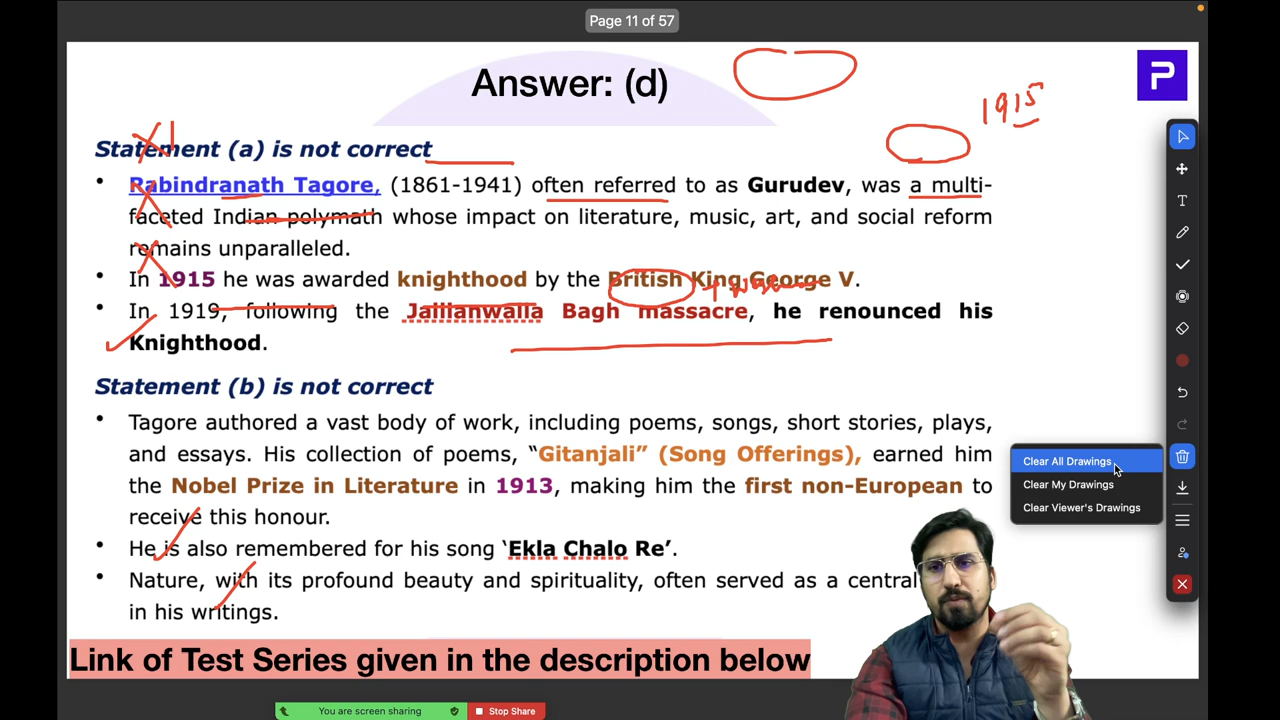 Page 11 of 57
Answer: (d)
P
1915
Statement (a) is not correct
• Rabindranath Tagore, (1861-1941) often referred to as Gurudev, was a multi-
faceted Indian polymath whose impact on literature, music, art, and social reform
remains unparalleled.
• In 1915 he was awarded knighthood by the British King George V.
• In 1919, following the Jallianwalla Bagh massacre, he renounced his
Knighthood.
Statement (b) is not correct
• Tagore authored a vast body of work, including poems, songs, short stories, plays,
and essays. His collection of poems, “Gitanjali” (Song Offerings), earned him
the Nobel Prize in Literature in 1913, making him the first non-European to
receive this honour.
• He is also remembered for his song ‘Ekla Chalo Re’.
• Nature, with its profound beauty and spirituality, often served as a central
in his writings.
Clear All Drawings
Clear My Drawings
Clear Viewer's Drawings
Link of Test Series given in the description below
You are screen sharing
Stop Share